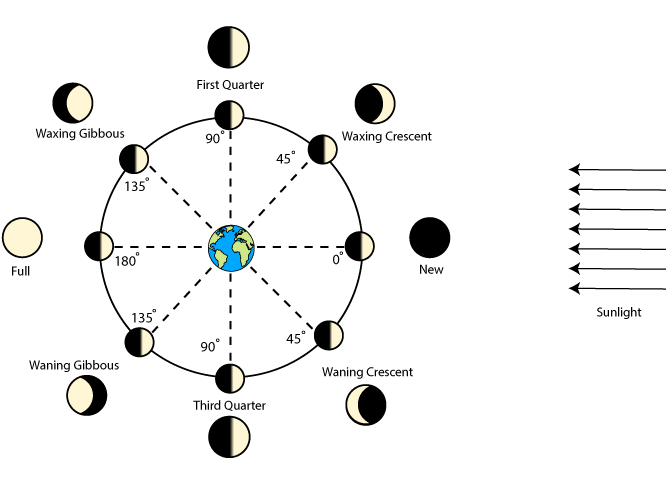 First Quarter
Waxing Gibbous
Waxing Crescent
90°
45°
135°
180°
0°
Full
New
Sunlight
135°
90°
45°
Waning Gibbous
Waning Crescent
Third Quarter